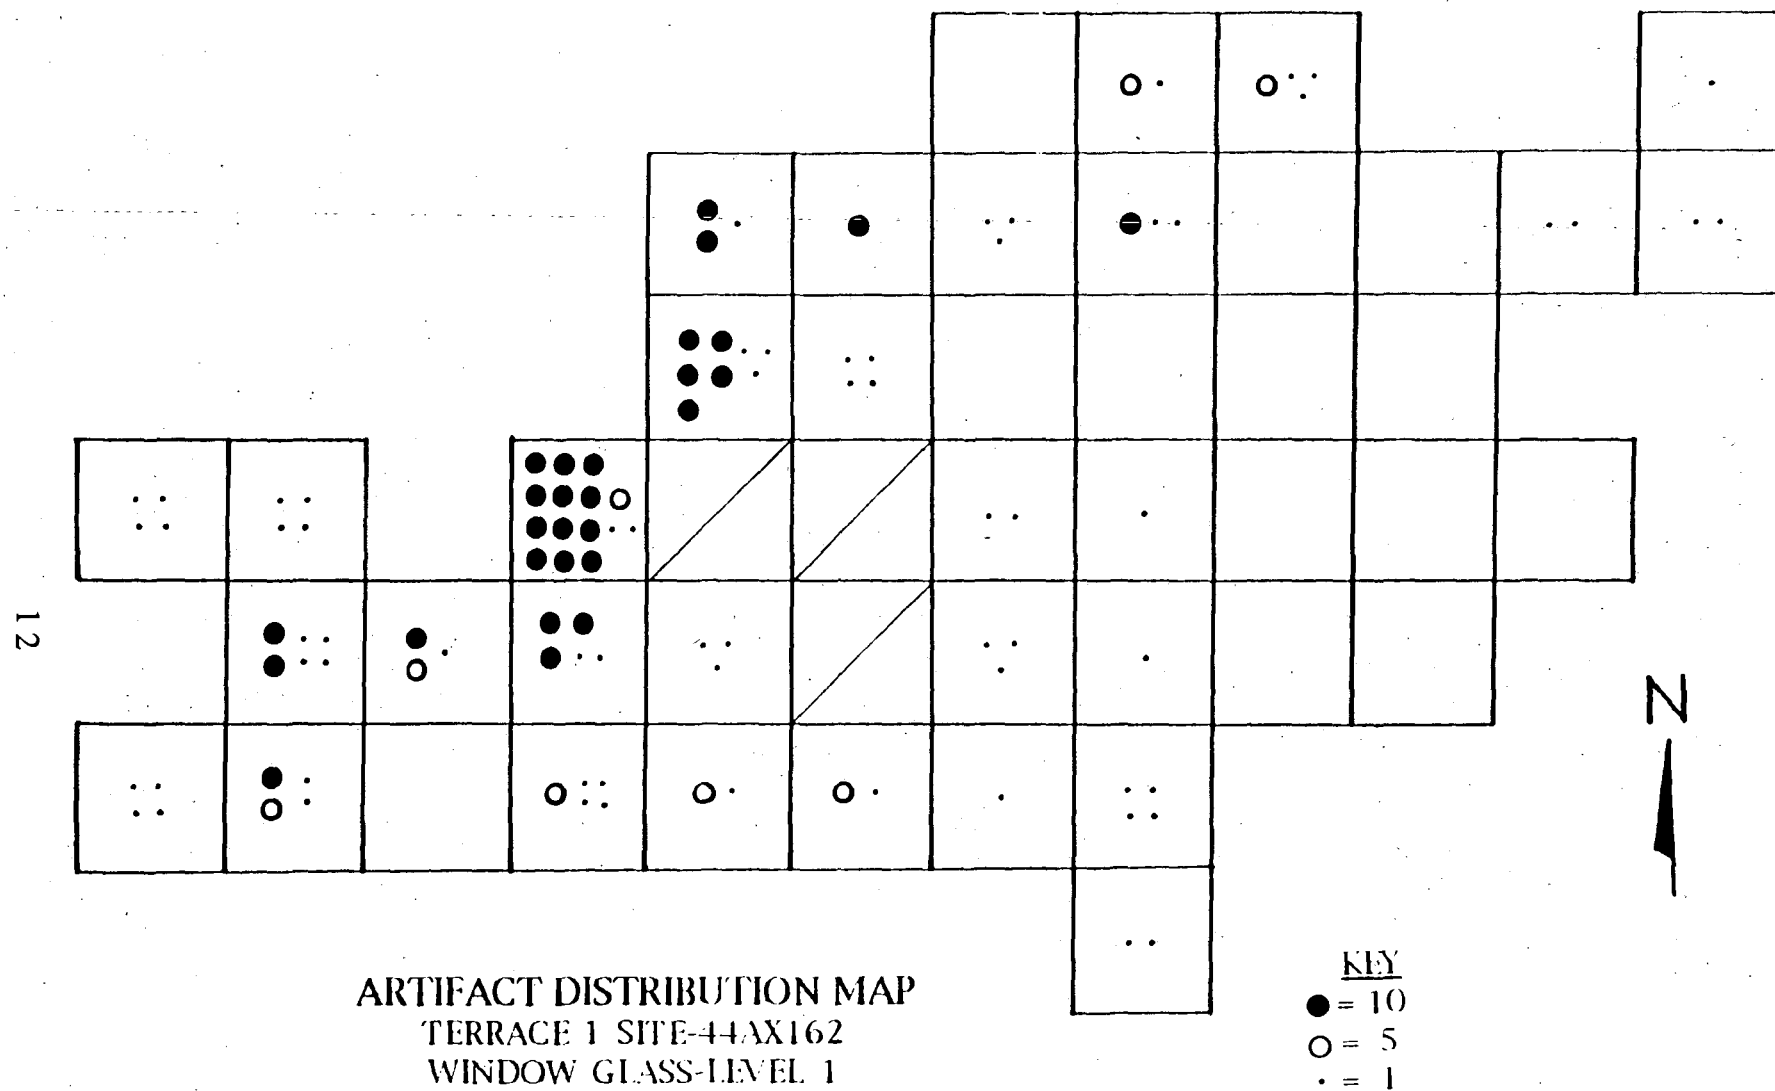 12
N
ARTIFACT DISTRIBUTION MAP
TERRACE 1 SITE-44AX162
WINDOW GLASS-LEVEL 1
KEY
● = 10
○ = 5
· = 1